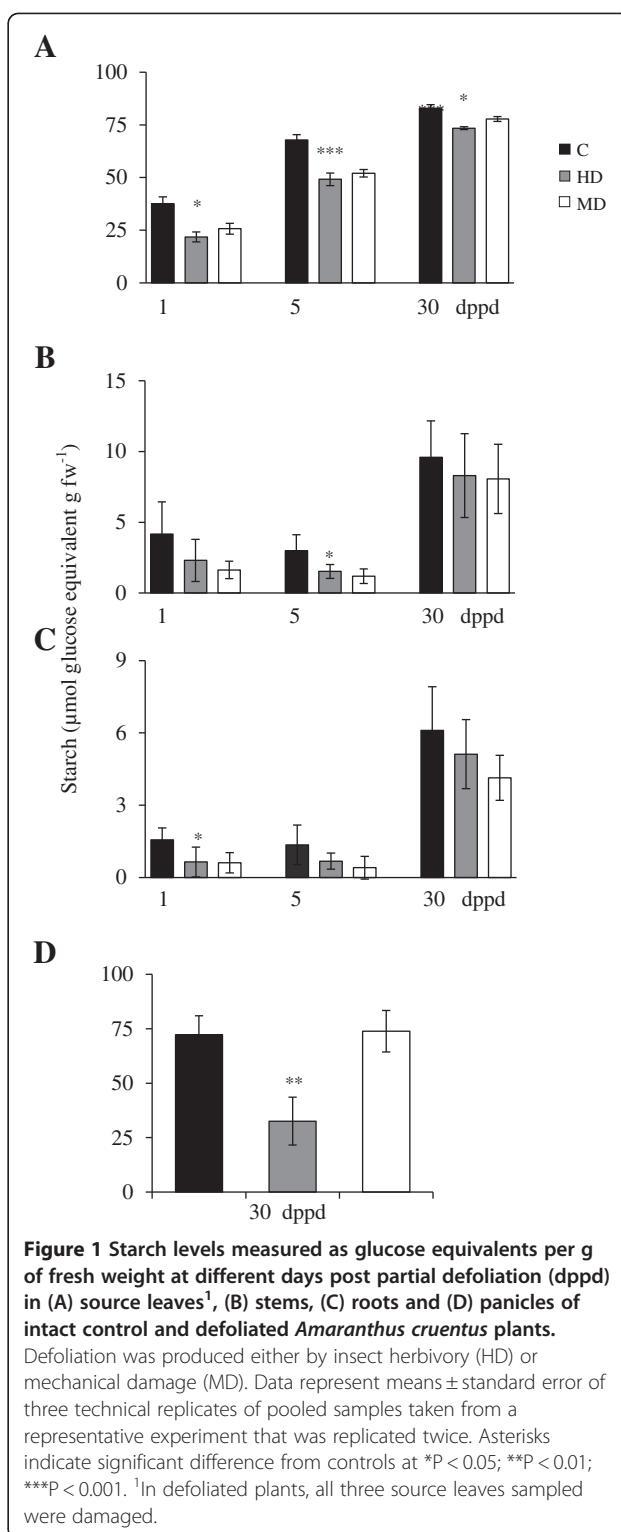 A
100
75
50
25
0
*
***
***
*
C
HD
MD
1 5 30 dppd
B
Starch (µmol glucose equivalent g fw⁻¹)
15
10
5
0
*
1 5 30 dppd
C
9
6
3
0
*
1 5 30 dppd
D
100
75
50
25
0
**
30 dppd
Figure 1 Starch levels measured as glucose equivalents per g
of fresh weight at different days post partial defoliation (dppd)
in (A) source leaves¹, (B) stems, (C) roots and (D) panicles of
intact control and defoliated Amaranthus cruentus plants.
Defoliation was produced either by insect herbivory (HD) or
mechanical damage (MD). Data represent means ± standard error of
three technical replicates of pooled samples taken from a
representative experiment that was replicated twice. Asterisks
indicate significant difference from controls at *P < 0.05; **P < 0.01;
***P < 0.001. ¹In defoliated plants, all three source leaves sampled
were damaged.